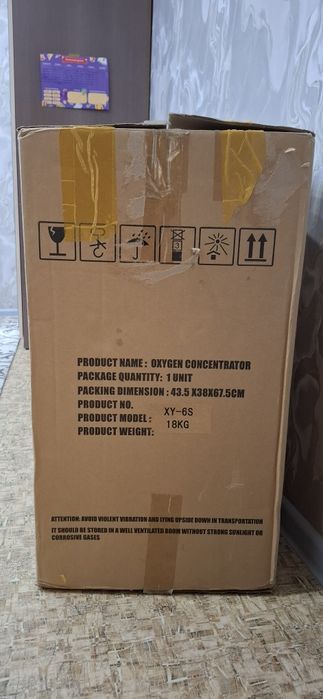 3
PRODUCT NAME : OXYGEN CONCENTRATOR
PACKAGE QUANTITY: 1 UNIT
PACKING DIMENSION : 43.5 X38X67.5CM
PRODUCT NO.
PRODUCT MODEL : XY-6S
PRODUCT WEIGHT: 18KG
ATTENTION: AVOID VIOLENT VIBRATION AND LYING UPSIDE DOWN IN TRANSPORTATION
IT SHOULD BE STORED IN A WELL VENTILATED ROOM WITHOUT STRONG SUNLIGHT OR
CORROSIVE GASES